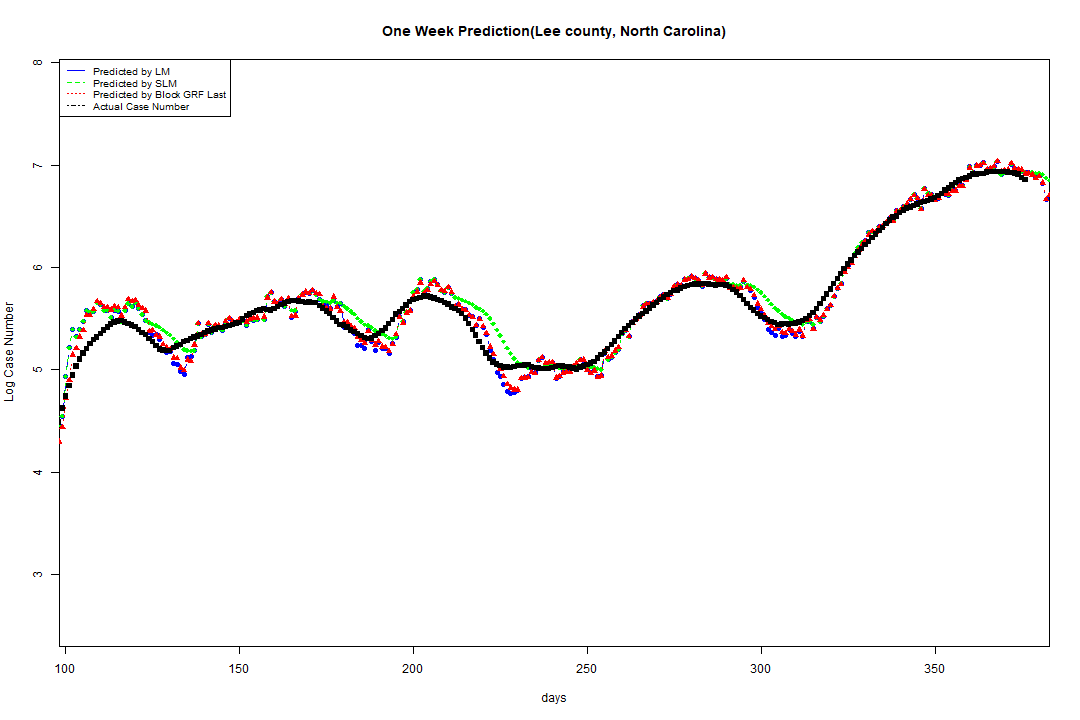 One Week Prediction(Lee county, North Carolina)
Predicted by LM
Predicted by SLM
Predicted by Block GRF Last
Actual Case Number
Log Case Number
8
7
6
5
4
3
100 150 200 250 300 350
days